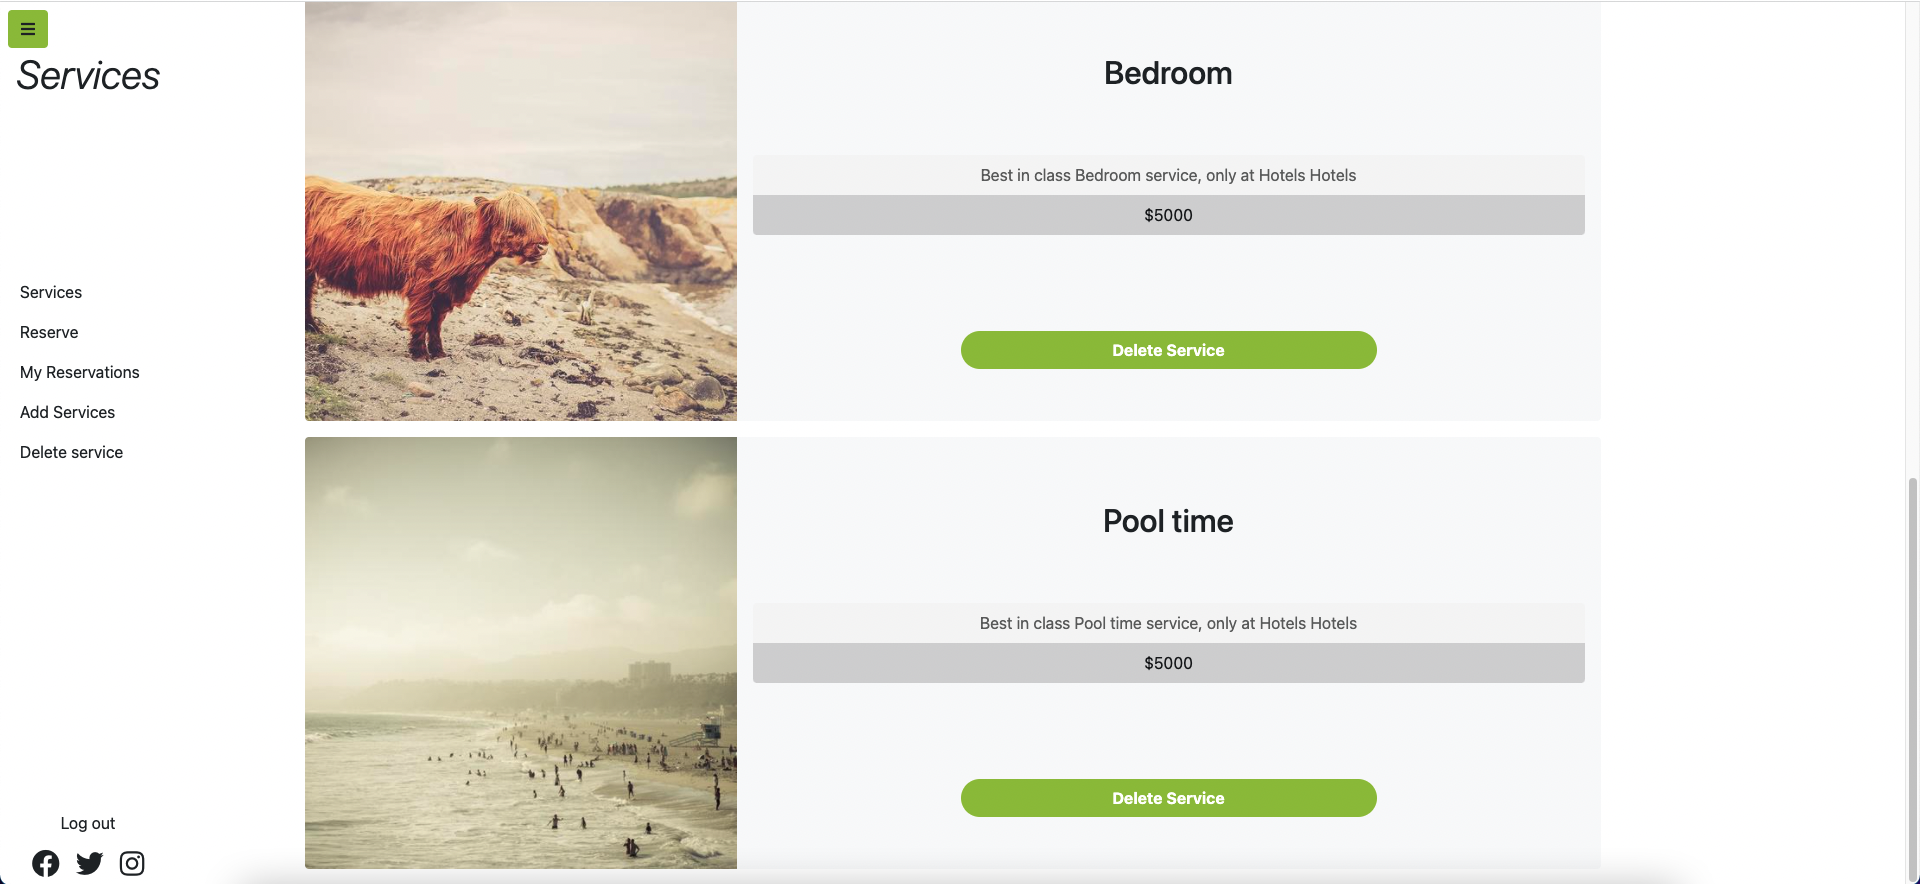 Services
Services
Reserve
My Reservations
Add Services
Delete service
Log out
Bedroom
Best in class Bedroom service, only at Hotels Hotels
$5000
Delete Service
Pool time
Best in class Pool time service, only at Hotels Hotels
$5000
Delete Service